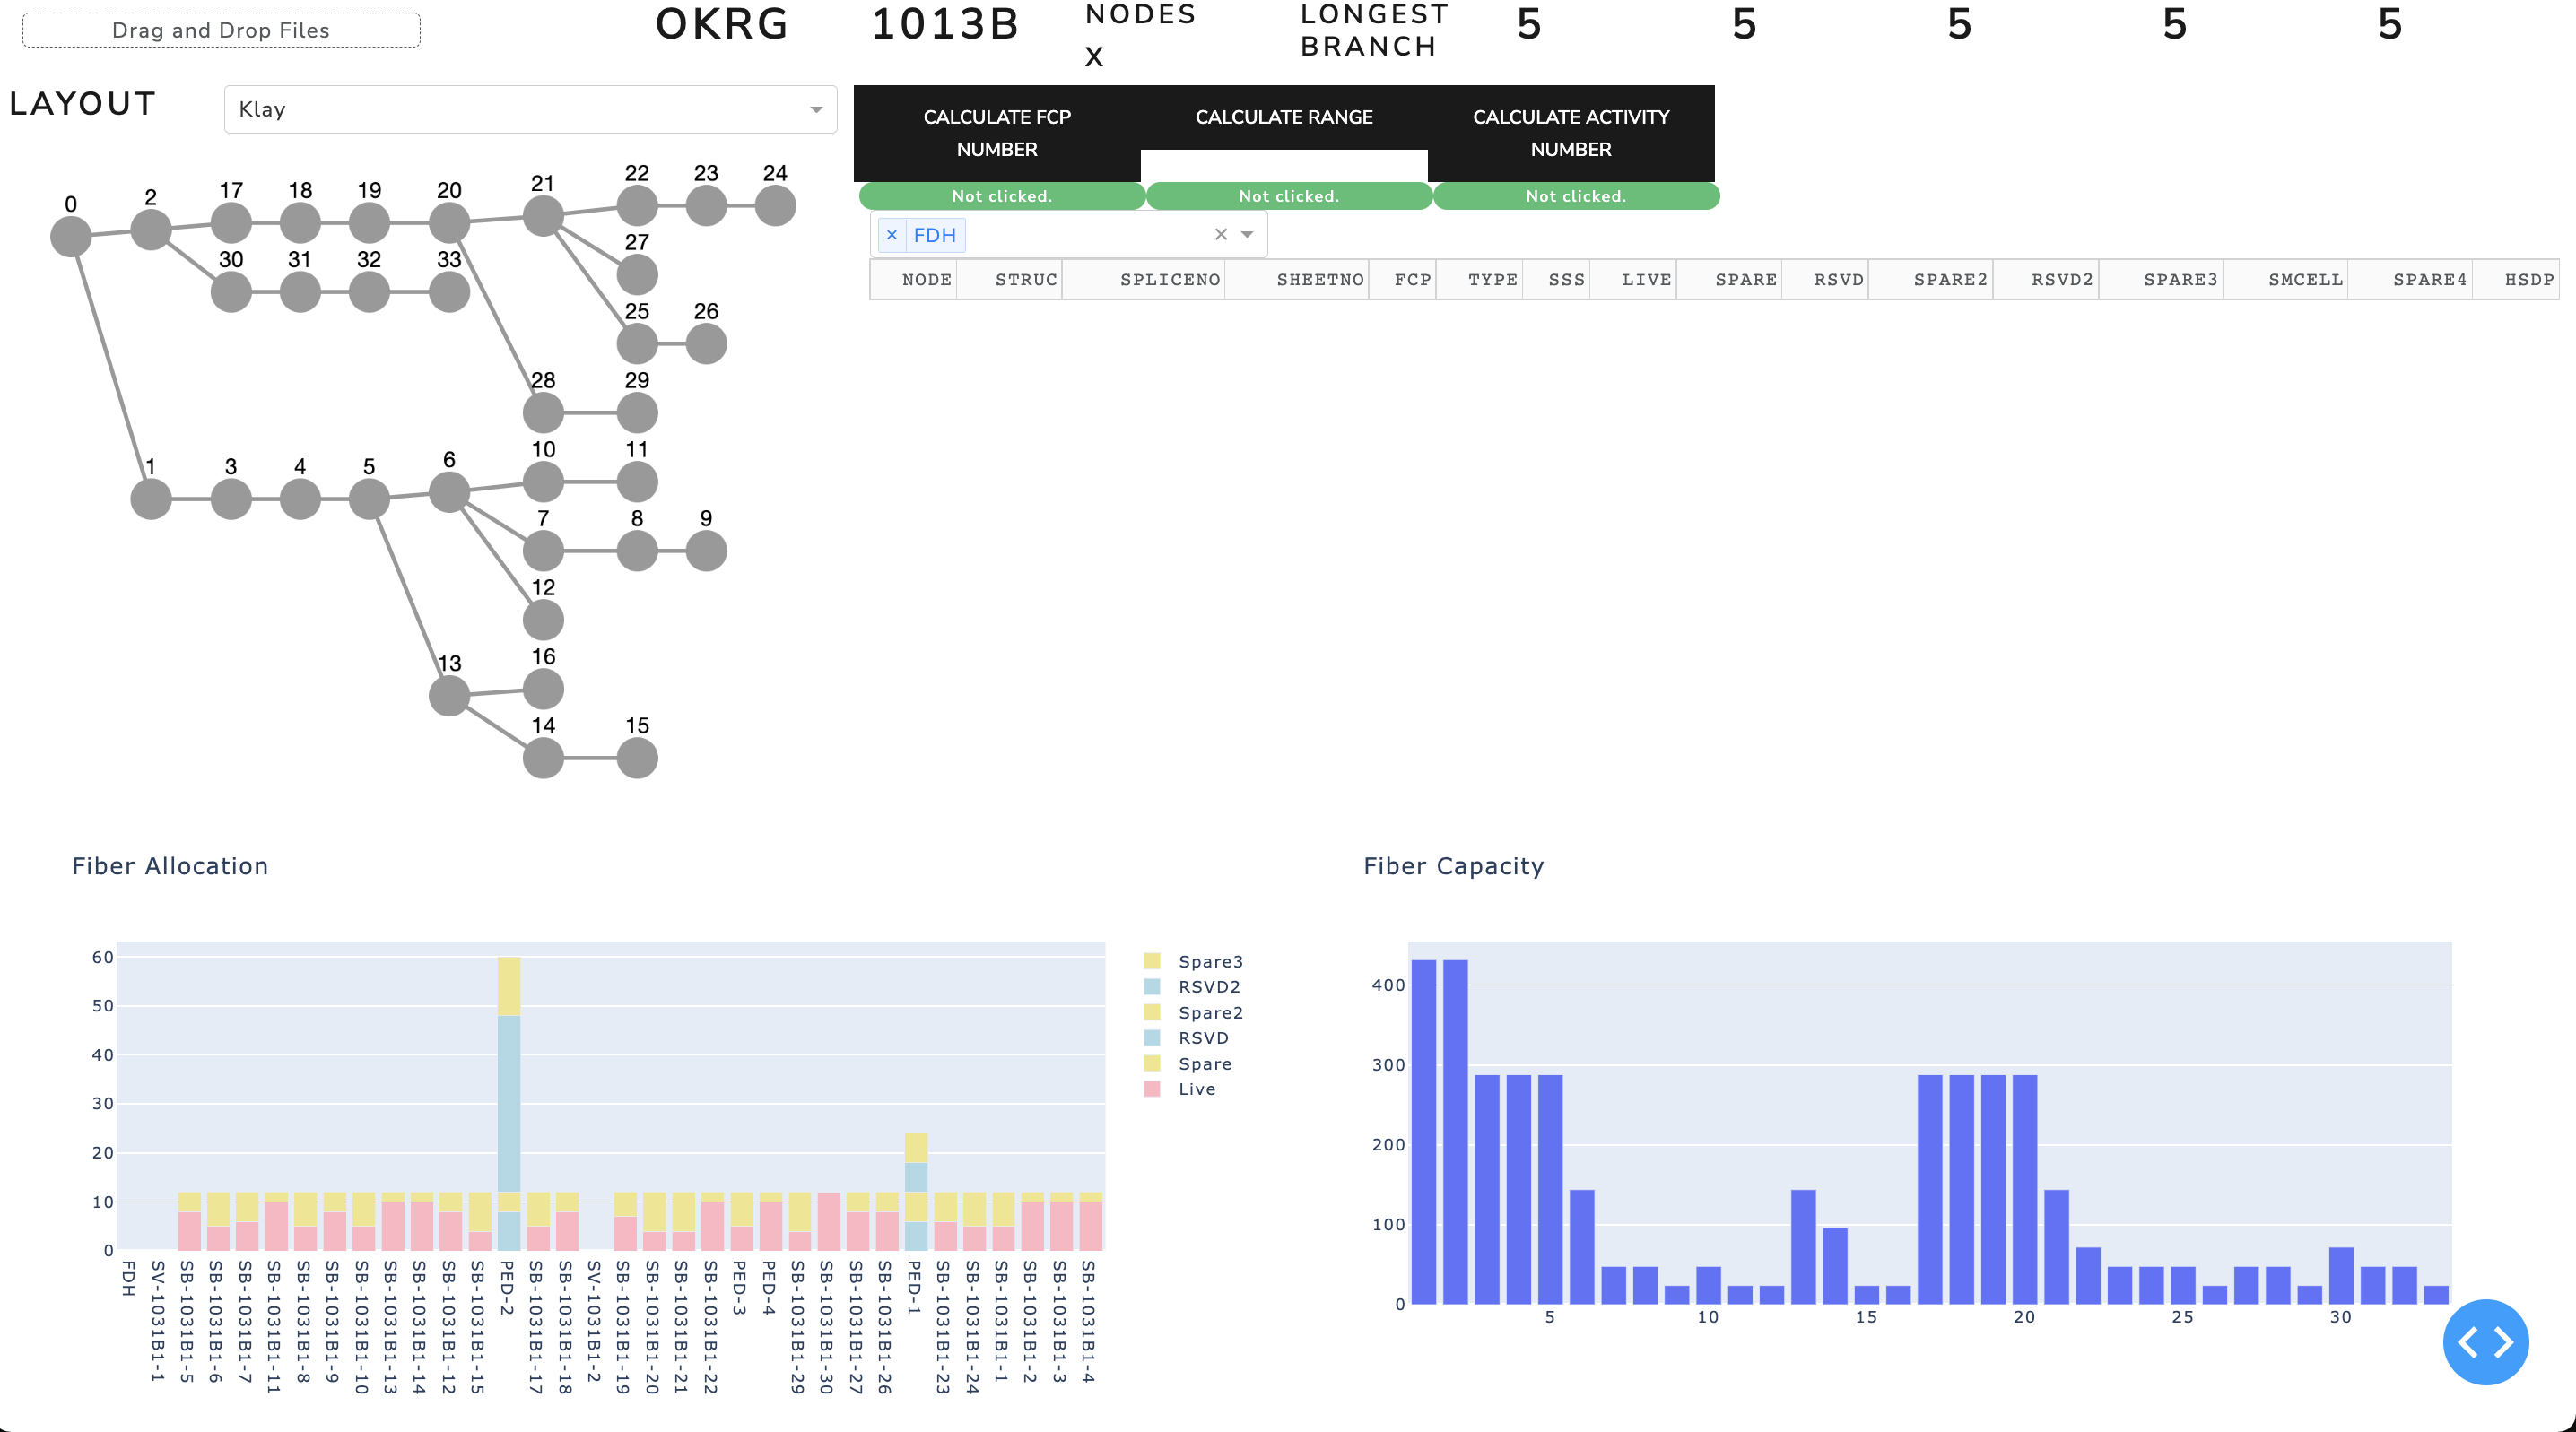 Drag and Drop Files
OKRG
1013B
NODES
X
LONGEST
BRANCH
5
5
5
5
5
LAYOUT
Klay
CALCULATE FCP
NUMBER
CALCULATE RANGE
CALCULATE ACTIVITY
NUMBER
Not clicked.
Not clicked.
Not clicked.
× FDH
NODE STRUC SPLICENO SHEETNO FCP TYPE SSS LIVE SPARE RSVD SPARE2 RSVD2 SPARE3 SMCELL SPARE4 HSDP
22 23 24
0 2 17 18 19 20 21
27
30 31 32 33
25 26
28 29
10 11
1 3 4 5 6
7 8 9
12
13 16
14 15
Fiber Allocation
60
50
40
30
20
10
0
FDH
SV-1031B1-1
SB-1031B1-5
SB-1031B1-6
SB-1031B1-7
SB-1031B1-11
SB-1031B1-8
SB-1031B1-9
SB-1031B1-10
SB-1031B1-13
SB-1031B1-14
SB-1031B1-12
SB-1031B1-15
PED-2
SB-1031B1-17
SB-1031B1-18
SV-1031B1-2
SB-1031B1-19
SB-1031B1-20
SB-1031B1-21
SB-1031B1-22
PED-3
PED-4
SB-1031B1-29
SB-1031B1-30
SB-1031B1-27
SB-1031B1-26
PED-1
SB-1031B1-23
SB-1031B1-24
SB-1031B1-1
SB-1031B1-2
SB-1031B1-3
SB-1031B1-4
Spare3
RSVD2
Spare2
RSVD
Spare
Live
Fiber Capacity
400
300
200
100
0
5 10 15 20 25 30